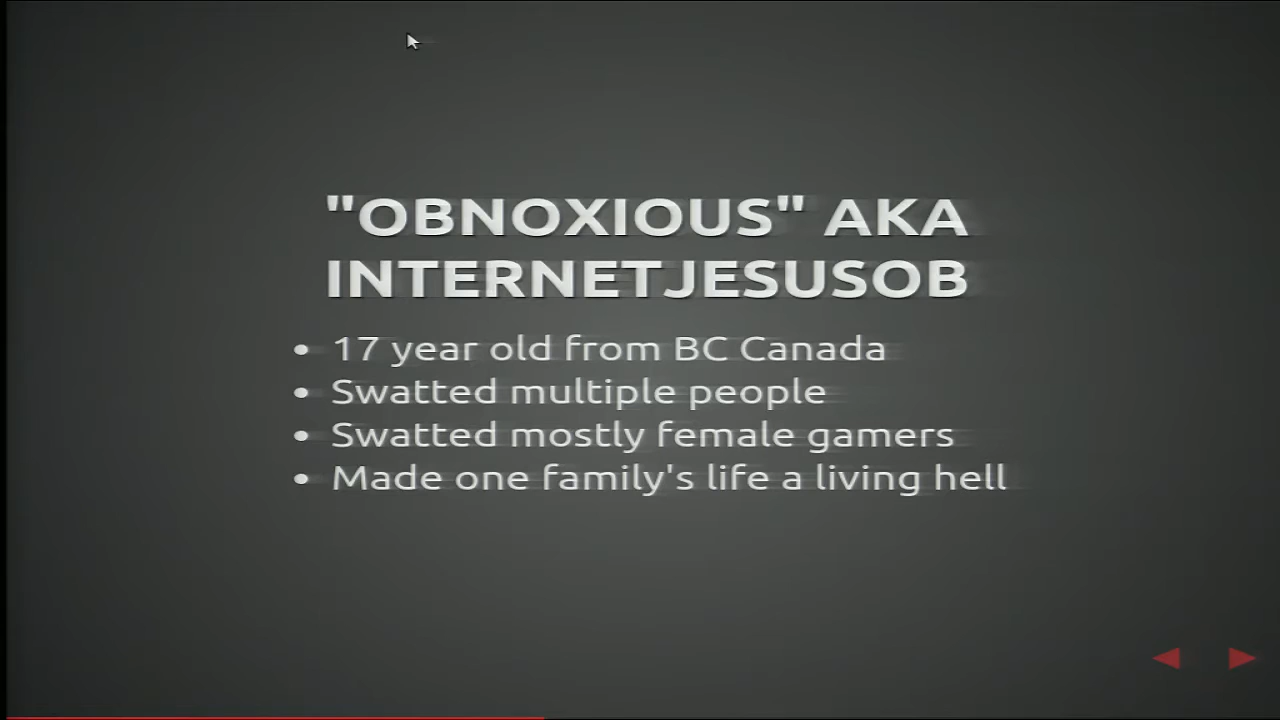 "OBNOXIOUS" AKA
INTERNETJESUSOB
• 17 year old from BC Canada
• Swatted multiple people
• Swatted mostly female gamers
• Made one family's life a living hell